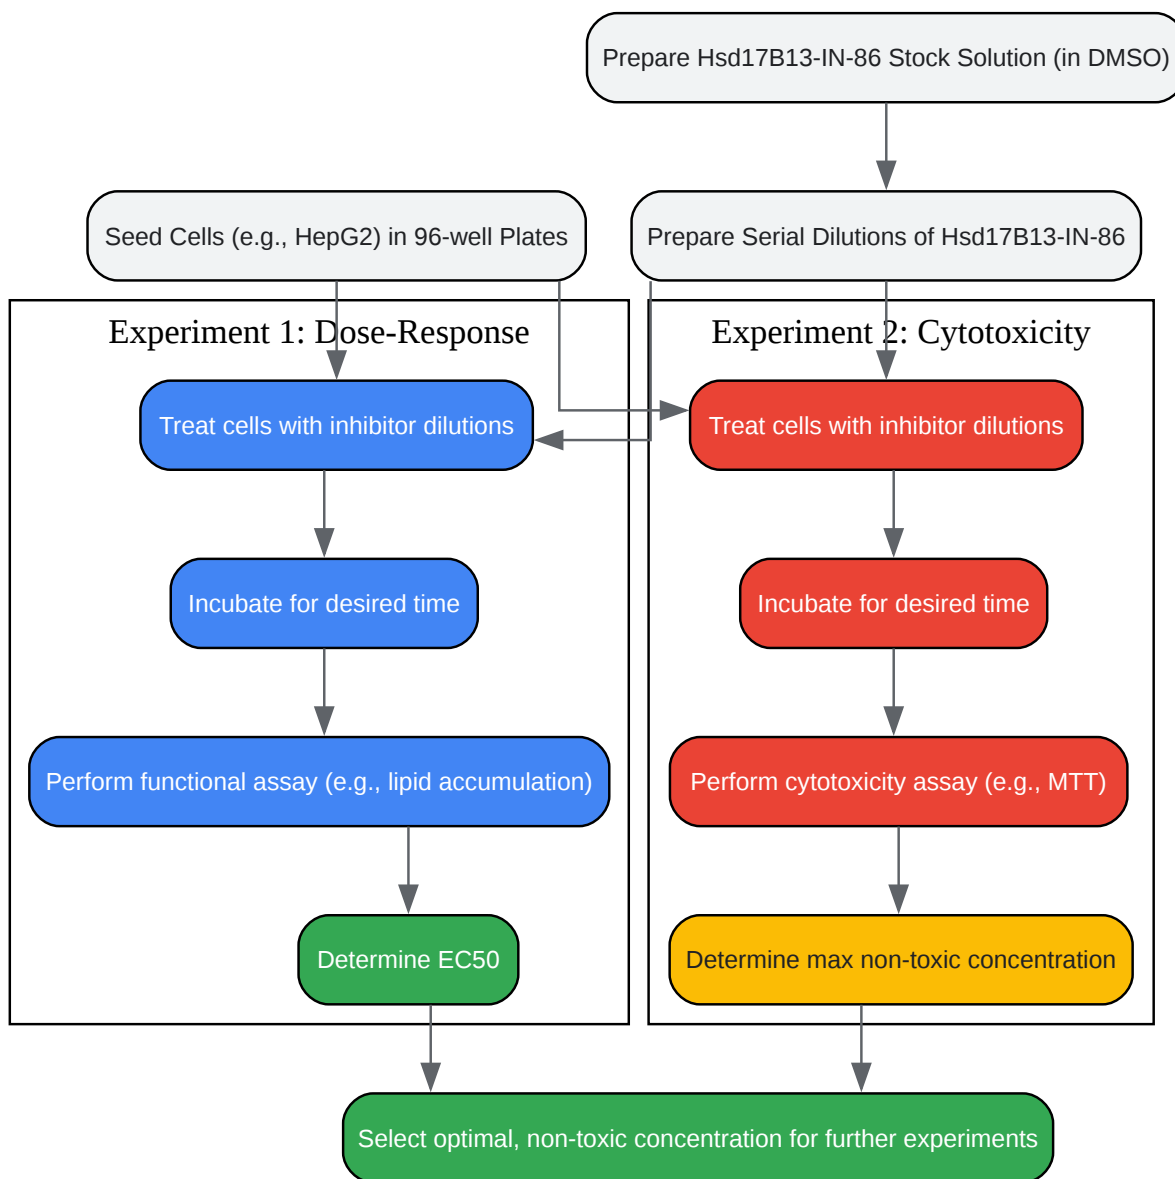 Prepare Hsd17B13-IN-86 Stock Solution (in DMSO)
Seed Cells (e.g., HepG2) in 96-well Plates
Prepare Serial Dilutions of Hsd17B13-IN-86
Experiment 1: Dose-Response
Experiment 2: Cytotoxicity
Treat cells with inhibitor dilutions
Treat cells with inhibitor dilutions
Incubate for desired time
Incubate for desired time
Perform functional assay (e.g., lipid accumulation)
Perform cytotoxicity assay (e.g., MTT)
Determine EC50
Determine max non-toxic concentration
Select optimal, non-toxic concentration for further experiments